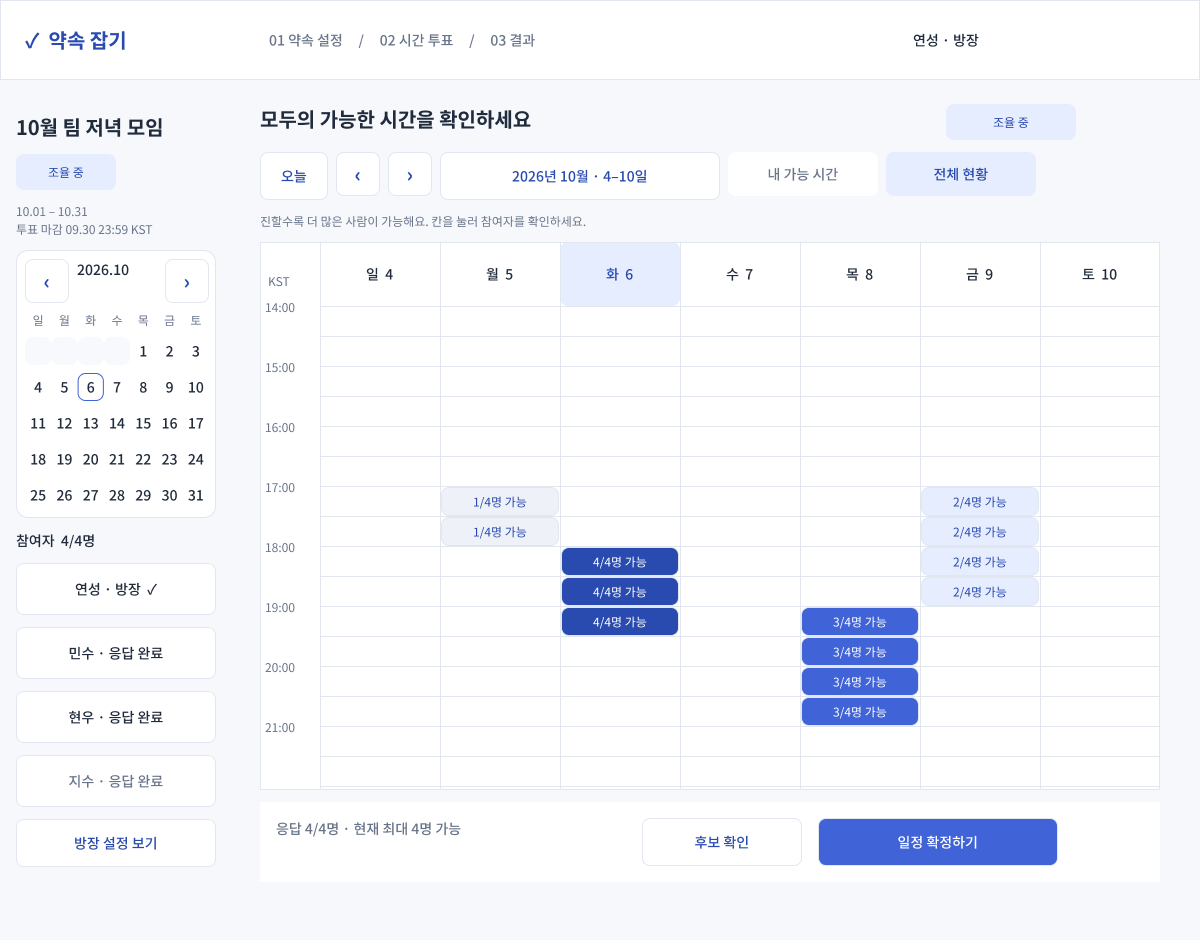 ✓ 약속 잡기
01 약속 설정 / 02 시간 투표 / 03 결과
연성 · 방장
10월 팀 저녁 모임
조율 중
10.01 – 10.31
투표 마감 09.30 23:59 KST
‹ 2026.10 ›
일 월 화 수 목 금 토
1 2 3
4 5 6 7 8 9 10
11 12 13 14 15 16 17
18 19 20 21 22 23 24
25 26 27 28 29 30 31
참여자 4/4명
연성 · 방장 ✓
민수 · 응답 완료
현우 · 응답 완료
지수 · 응답 완료
방장 설정 보기
모두의 가능한 시간을 확인하세요
조율 중
오늘 ‹ › 2026년 10월 · 4–10일 내 가능 시간 전체 현황
진할수록 더 많은 사람이 가능해요. 칸을 눌러 참여자를 확인하세요.
KST 일 4 월 5 화 6 수 7 목 8 금 9 토 10
14:00
15:00
16:00
17:00
1/4명 가능 2/4명 가능
1/4명 가능 2/4명 가능
18:00
4/4명 가능 2/4명 가능
4/4명 가능 2/4명 가능
19:00
4/4명 가능 3/4명 가능
3/4명 가능
20:00
3/4명 가능
3/4명 가능
21:00
응답 4/4명 · 현재 최대 4명 가능
후보 확인
일정 확정하기